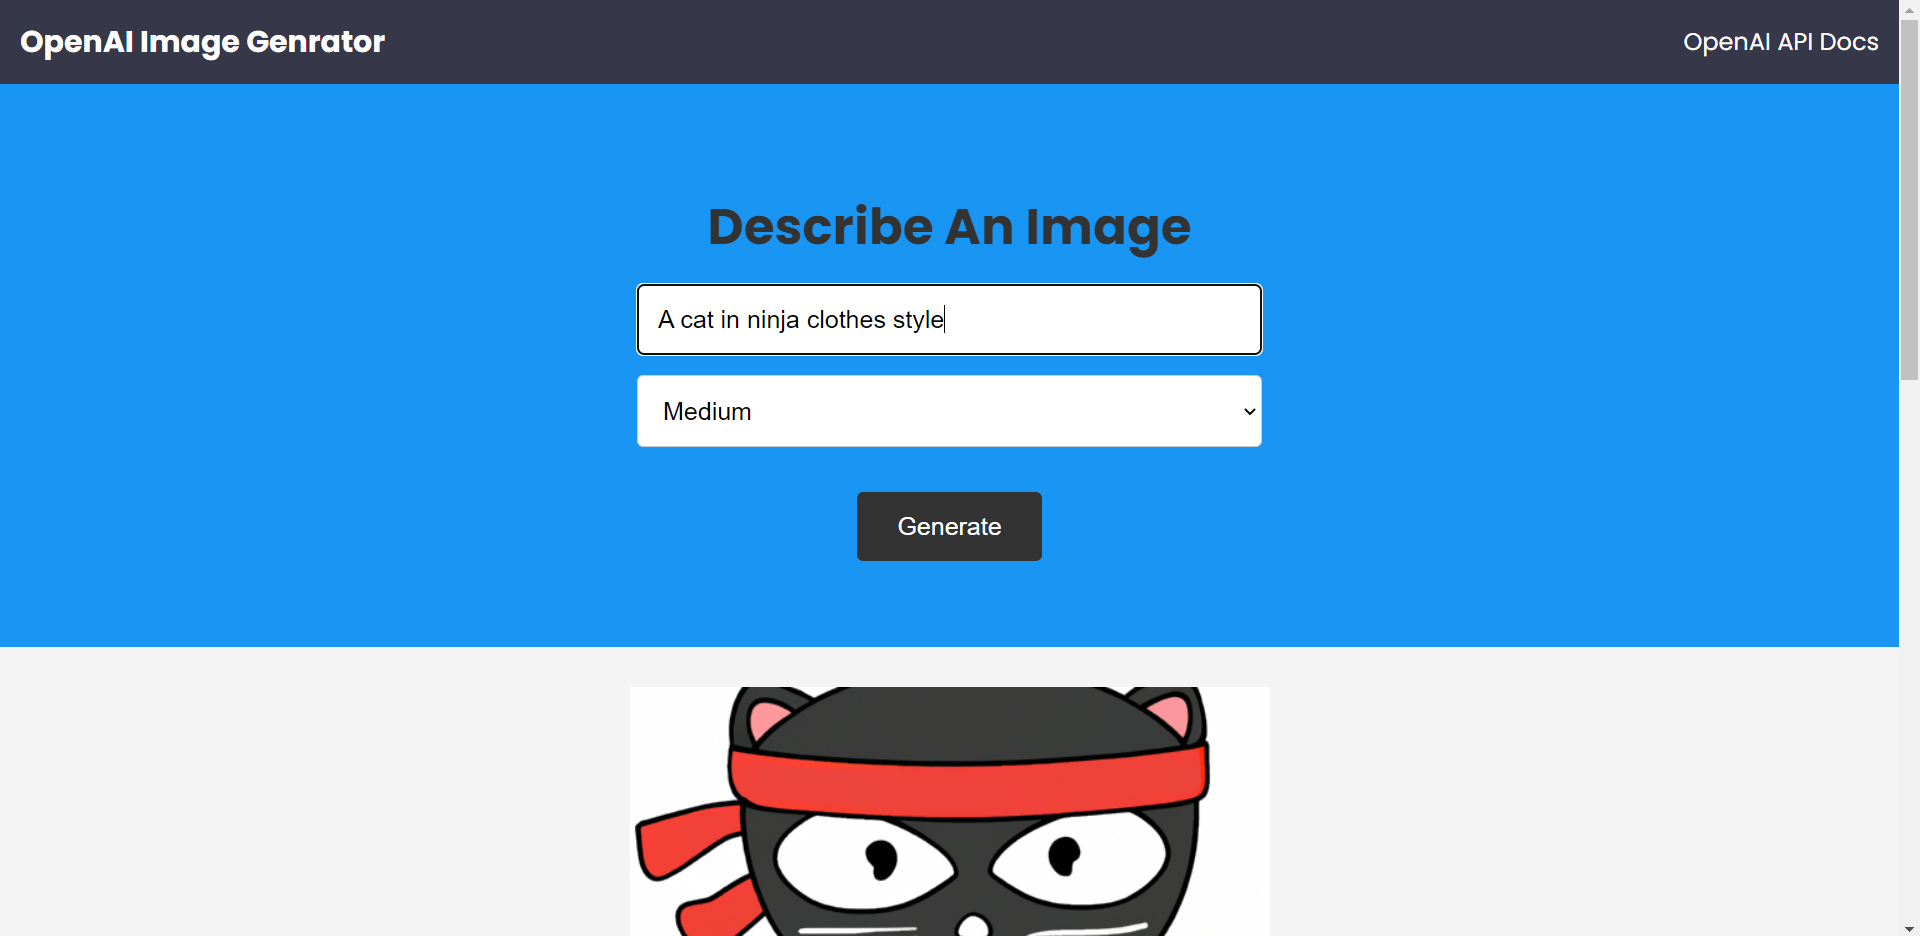 OpenAI Image Genrator
OpenAI API Docs
Describe An Image
A cat in ninja clothes style
Medium
Generate